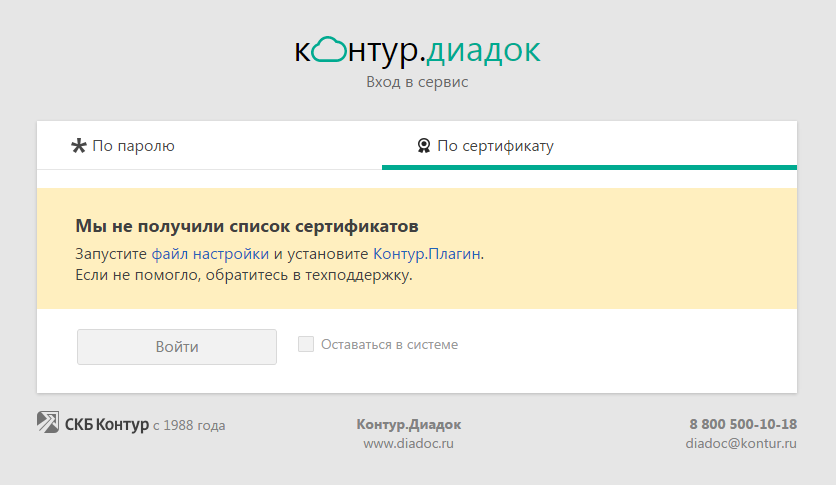 контур.диадок
Вход в сервис
По паролю
По сертификату
Мы не получили список сертификатов
Запустите файл настройки и установите Контур.Плагин.
Если не помогло, обратитесь в техподдержку.
Войти
Оставаться в системе
СКБ Контур с 1988 года
Контур.Диадок
www.diadoc.ru
8 800 500-10-18
diadoc@kontur.ru